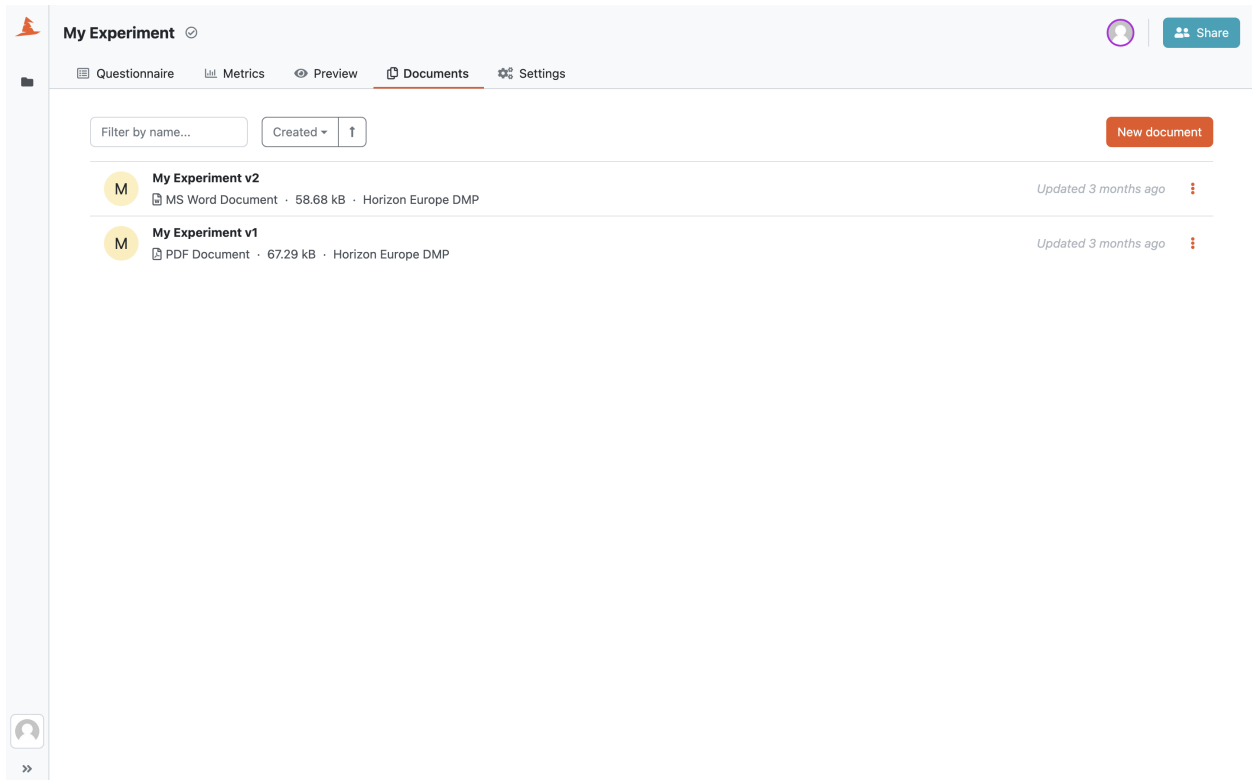 My Experiment
Share
Questionnaire Metrics Preview Documents Settings
Filter by name... Created New document
My Experiment v2
M
MS Word Document · 58.68 kB · Horizon Europe DMP
Updated 3 months ago
My Experiment v1
M
PDF Document · 67.29 kB · Horizon Europe DMP
Updated 3 months ago